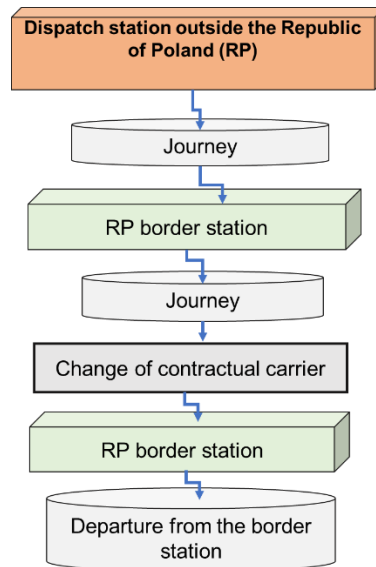 Dispatch station outside the Republic
of Poland (RP)
Journey
RP border station
Journey
Change of contractual carrier
RP border station
Departure from the border
station